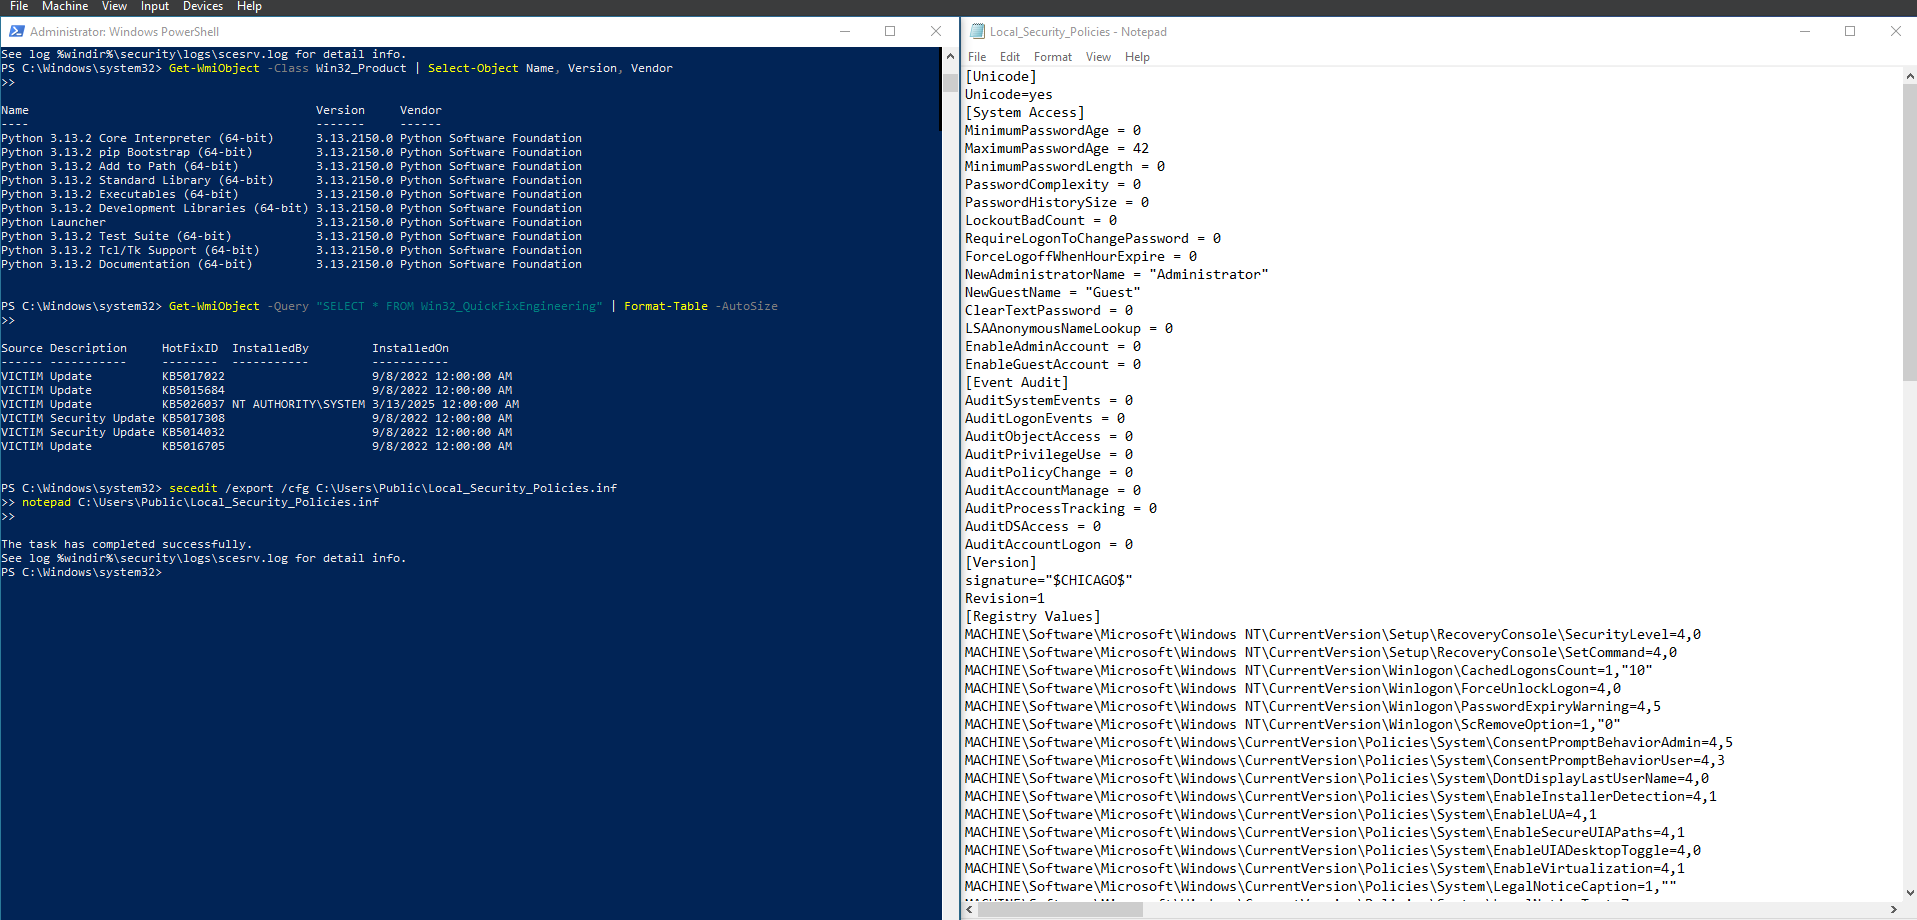 File Machine View Input Devices Help
Administrator: Windows PowerShell
See log %windir%\security\logs\scesrv.log for detail info.
PS C:\Windows\system32> Get-WmiObject -Class Win32_Product | Select-Object Name, Version, Vendor
>>
Name Version Vendor
---- ------- ------
Python 3.13.2 Core Interpreter (64-bit) 3.13.2150.0 Python Software Foundation
Python 3.13.2 pip Bootstrap (64-bit) 3.13.2150.0 Python Software Foundation
Python 3.13.2 Add to Path (64-bit) 3.13.2150.0 Python Software Foundation
Python 3.13.2 Standard Library (64-bit) 3.13.2150.0 Python Software Foundation
Python 3.13.2 Executables (64-bit) 3.13.2150.0 Python Software Foundation
Python 3.13.2 Development Libraries (64-bit) 3.13.2150.0 Python Software Foundation
Python Launcher 3.13.2150.0 Python Software Foundation
Python 3.13.2 Test Suite (64-bit) 3.13.2150.0 Python Software Foundation
Python 3.13.2 Tcl/Tk Support (64-bit) 3.13.2150.0 Python Software Foundation
Python 3.13.2 Documentation (64-bit) 3.13.2150.0 Python Software Foundation
PS C:\Windows\system32> Get-WmiObject -Query "SELECT * FROM Win32_QuickFixEngineering" | Format-Table -AutoSize
>>
Source Description HotFixID InstalledBy InstalledOn
------ ----------- -------- ----------- -----------
VICTIM Update KB5017022 9/8/2022 12:00:00 AM
VICTIM Update KB5015684 9/8/2022 12:00:00 AM
VICTIM Update KB5026037 NT AUTHORITY\SYSTEM 3/13/2025 12:00:00 AM
VICTIM Security Update KB5017308 9/8/2022 12:00:00 AM
VICTIM Security Update KB5014032 9/8/2022 12:00:00 AM
VICTIM Update KB5016705 9/8/2022 12:00:00 AM
PS C:\Windows\system32> secedit /export /cfg C:\Users\Public\Local_Security_Policies.inf
>> notepad C:\Users\Public\Local_Security_Policies.inf
>>
The task has completed successfully.
See log %windir%\security\logs\scesrv.log for detail info.
PS C:\Windows\system32>
Local_Security_Policies - Notepad
File Edit Format View Help
[Unicode]
Unicode=yes
[System Access]
MinimumPasswordAge = 0
MaximumPasswordAge = 42
MinimumPasswordLength = 0
PasswordComplexity = 0
PasswordHistorySize = 0
LockoutBadCount = 0
RequireLogonToChangePassword = 0
ForceLogoffWhenHourExpire = 0
NewAdministratorName = "Administrator"
NewGuestName = "Guest"
ClearTextPassword = 0
LSAAnonymousNameLookup = 0
EnableAdminAccount = 0
EnableGuestAccount = 0
[Event Audit]
AuditSystemEvents = 0
AuditLogonEvents = 0
AuditObjectAccess = 0
AuditPrivilegeUse = 0
AuditPolicyChange = 0
AuditAccountManage = 0
AuditProcessTracking = 0
AuditDSAccess = 0
AuditAccountLogon = 0
[Version]
signature="$CHICAGO$"
Revision=1
[Registry Values]
MACHINE\Software\Microsoft\Windows NT\CurrentVersion\Setup\RecoveryConsole\SecurityLevel=4,0
MACHINE\Software\Microsoft\Windows NT\CurrentVersion\Setup\RecoveryConsole\SetCommand=4,0
MACHINE\Software\Microsoft\Windows NT\CurrentVersion\Winlogon\CachedLogonsCount=1,"10"
MACHINE\Software\Microsoft\Windows NT\CurrentVersion\Winlogon\ForceUnlockLogon=4,0
MACHINE\Software\Microsoft\Windows NT\CurrentVersion\Winlogon\PasswordExpiryWarning=4,5
MACHINE\Software\Microsoft\Windows NT\CurrentVersion\Winlogon\ScRemoveOption=1,"0"
MACHINE\Software\Microsoft\Windows\CurrentVersion\Policies\System\ConsentPromptBehaviorAdmin=4,5
MACHINE\Software\Microsoft\Windows\CurrentVersion\Policies\System\ConsentPromptBehaviorUser=4,3
MACHINE\Software\Microsoft\Windows\CurrentVersion\Policies\System\DontDisplayLastUserName=4,0
MACHINE\Software\Microsoft\Windows\CurrentVersion\Policies\System\EnableInstallerDetection=4,1
MACHINE\Software\Microsoft\Windows\CurrentVersion\Policies\System\EnableLUA=4,1
MACHINE\Software\Microsoft\Windows\CurrentVersion\Policies\System\EnableSecureUIAPaths=4,1
MACHINE\Software\Microsoft\Windows\CurrentVersion\Policies\System\EnableUIADesktopToggle=4,0
MACHINE\Software\Microsoft\Windows\CurrentVersion\Policies\System\EnableVirtualization=4,1
MACHINE\Software\Microsoft\Windows\CurrentVersion\Policies\System\LegalNoticeCaption=1,""